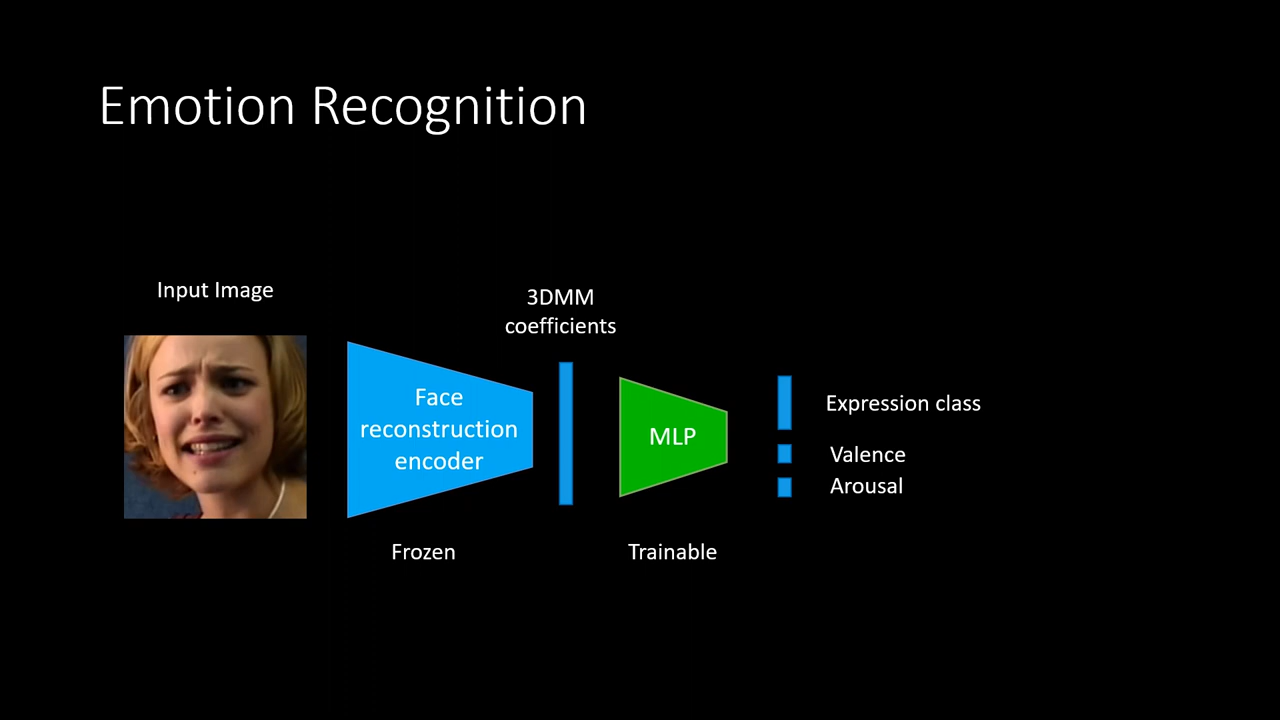 Emotion Recognition
Input Image
3DMM
coefficients
Face
reconstruction
encoder
MLP
Expression class
Valence
Arousal
Frozen
Trainable